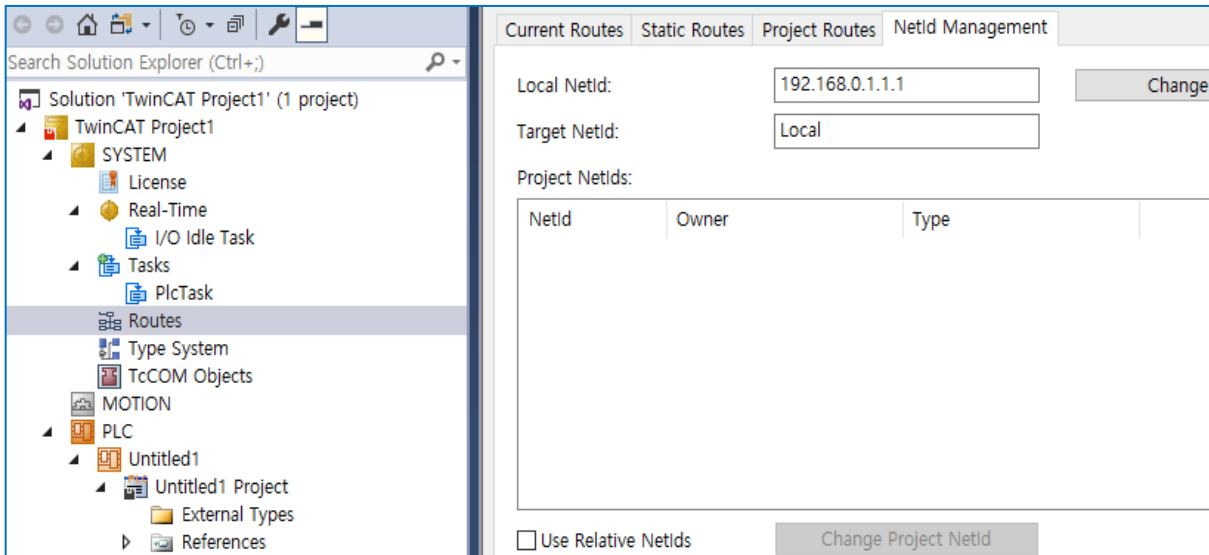 Search Solution Explorer (Ctrl+;)
Solution 'TwinCAT Project1' (1 project)
TwinCAT Project1
SYSTEM
License
Real-Time
I/O Idle Task
Tasks
PlcTask
Routes
Type System
TcCOM Objects
MOTION
PLC
Untitled1
Untitled1 Project
External Types
References
Current Routes Static Routes Project Routes NetId Management
Local NetId: 192.168.0.1.1.1 Change
Target NetId: Local
Project NetIds:
NetId Owner Type
Use Relative NetIds Change Project NetId